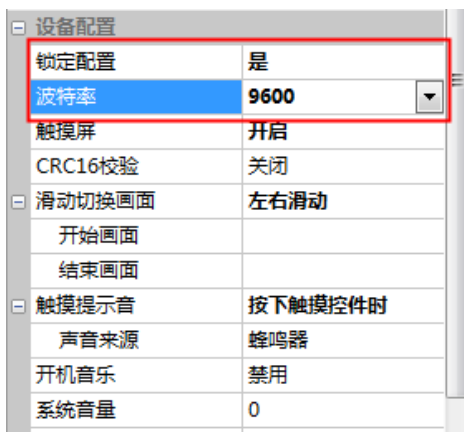 设备配置
锁定配置 是
波特率 9600
触摸屏 开启
CRC16校验 关闭
滑动切换画面 左右滑动
开始画面
结束画面
触摸提示音 按下触摸控件时
声音来源 蜂鸣器
开机音乐 禁用
系统音量 0